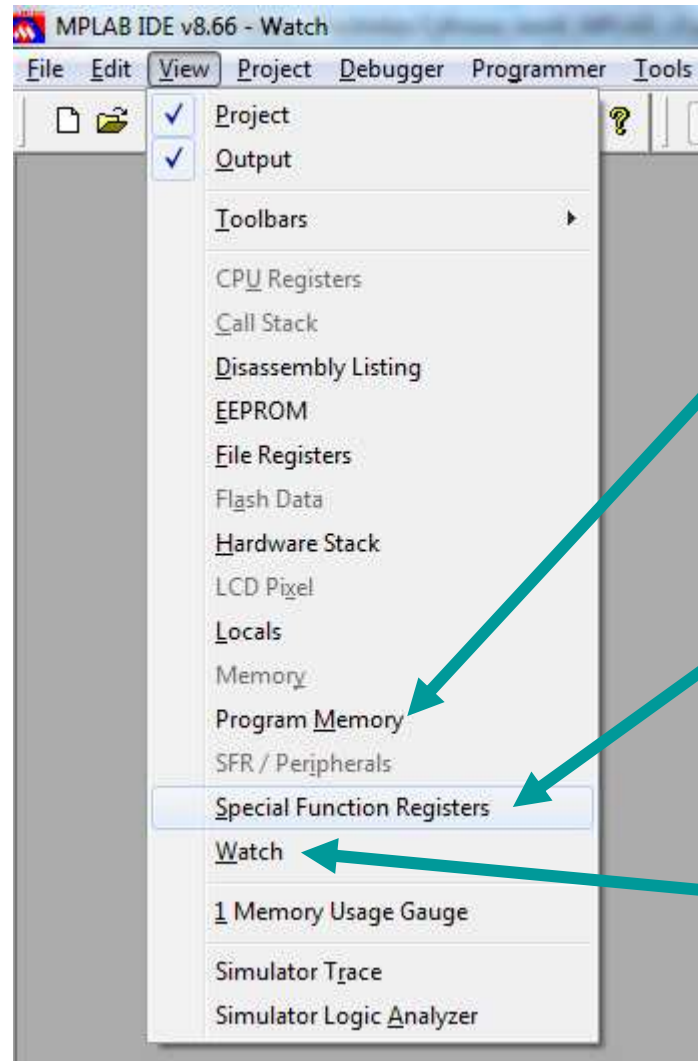 MPLAB IDE v8.66 - Watch
File Edit View Project Debugger Programmer Tools
Project
Output
Toolbars
CPU Registers
Call Stack
Disassembly Listing
EEPROM
File Registers
Flash Data
Hardware Stack
LCD Pixel
Locals
Memory
Program Memory
SFR / Peripherals
Special Function Registers
Watch
1 Memory Usage Gauge
Simulator Trace
Simulator Logic Analyzer